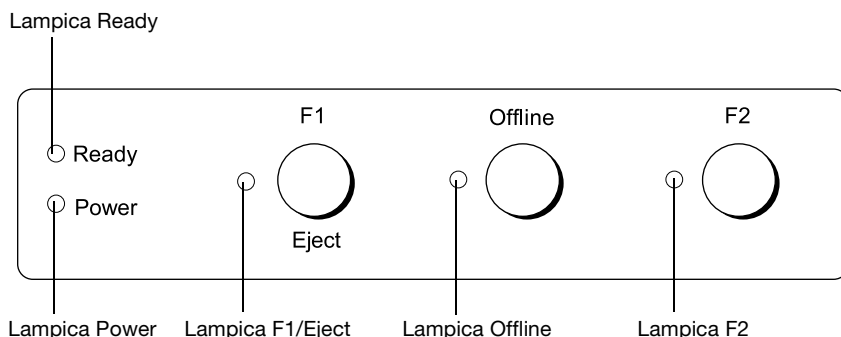 Lampica Ready
F1
Offline
F2
Ready
Power
Eject
Lampica Power
Lampica F1/Eject
Lampica Offline
Lampica F2